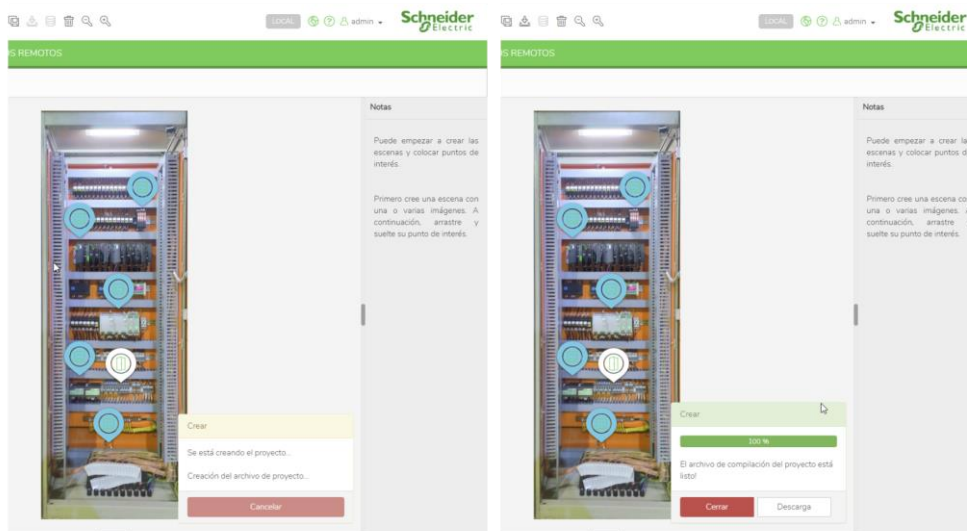 LOCAL admin Schneider Electric
S REMOTOS
Notas
Puede empezar a crear las
escenas y colocar puntos de
interés.
Primero cree una escena con
una o varias imágenes. A
continuación, arrastre y
suelte su punto de interés.
Crear
Se está creando el proyecto...
Creación del archivo de proyecto...
Cancelar
LOCAL admin Schneider Electric
S REMOTOS
Notas
Puede empezar a crear la
escenas y colocar puntos d
interés.
Primero cree una escena co
una o varias imágenes.
continuación, arrastre
suelte su punto de interés.
Crear
100 %
El archivo de compilación del proyecto está
listo!
Cerrar Descarga